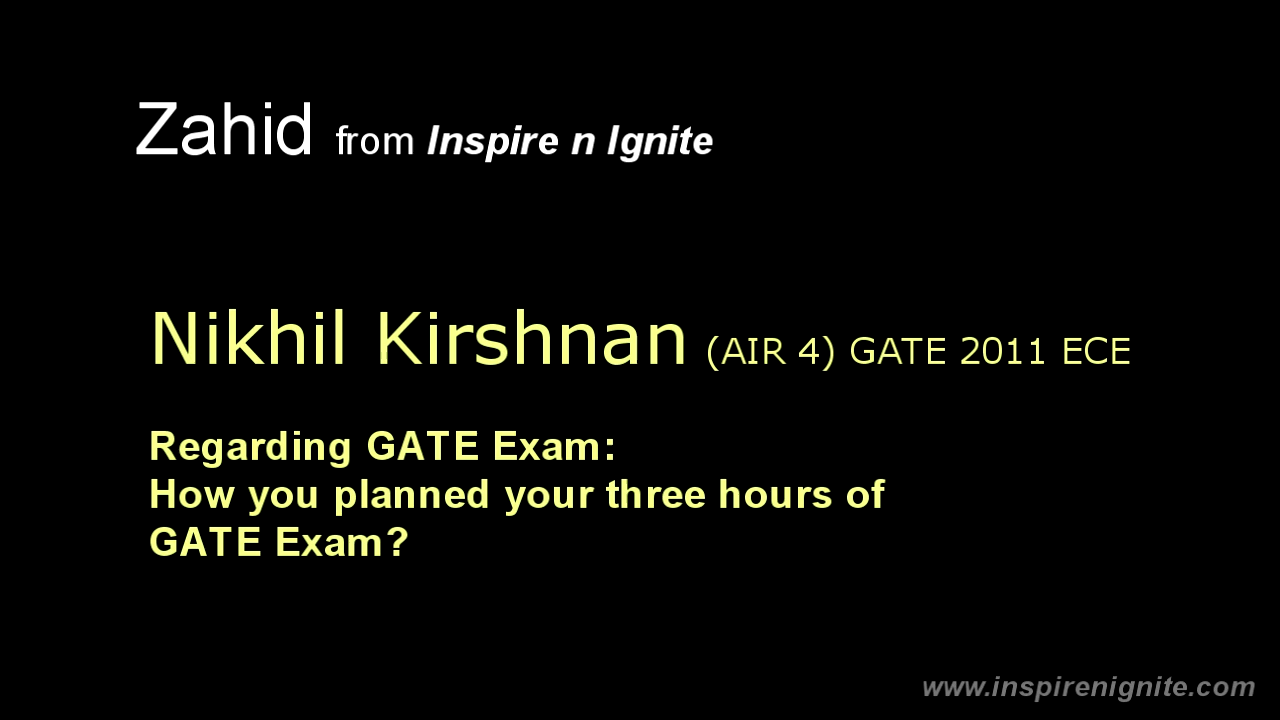 Zahid from Inspire n Ignite
Nikhil Kirshnan (AIR 4) GATE 2011 ECE
Regarding GATE Exam:
How you planned your three hours of
GATE Exam?
www.inspirenignite.com